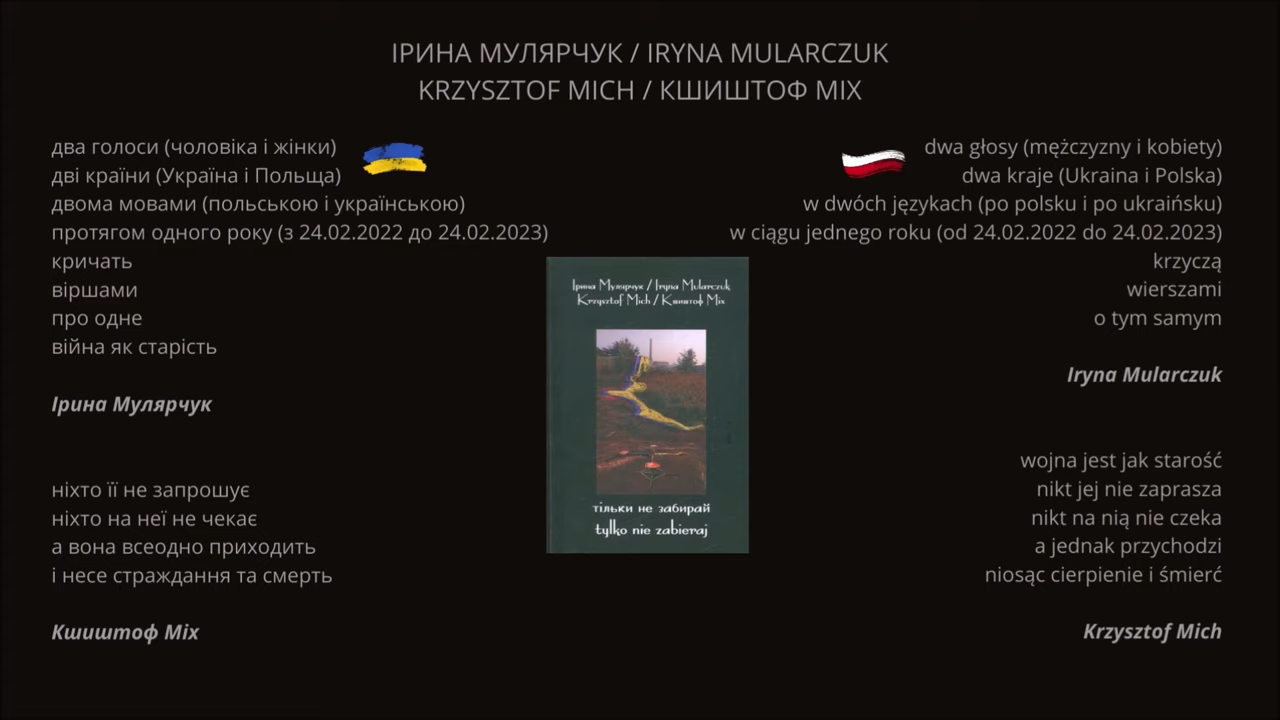 ІРИНА МУЛЯРЧУК / IRYNA MULARCZUK
KRZYSZTOF MICH / КШИШТОФ МІХ
два голоси (чоловіка і жінки)
дві країни (Україна і Польща)
двома мовами (польською і українською)
протягом одного року (з 24.02.2022 до 24.02.2023)
кричать
віршами
про одне
війна як старість
Ірина Мулярчук
ніхто її не запрошує
ніхто на неї не чекає
а вона всеодно приходить
і несе страждання та смерть
Кшиштоф Міх
Ірина Мулярчук / Iryna Mularczuk
Krzysztof Mich / Кшиштоф Міх
тільки не забирай
tylko nie zabieraj
dwa głosy (mężczyzny i kobiety)
dwa kraje (Ukraina i Polska)
w dwóch językach (po polsku i po ukraińsku)
w ciągu jednego roku (od 24.02.2022 do 24.02.2023)
krzyczą
wierszami
o tym samym
Iryna Mularczuk
wojna jest jak starość
nikt jej nie zaprasza
nikt na nią nie czeka
a jednak przychodzi
niosąc cierpienie i śmierć
Krzysztof Mich